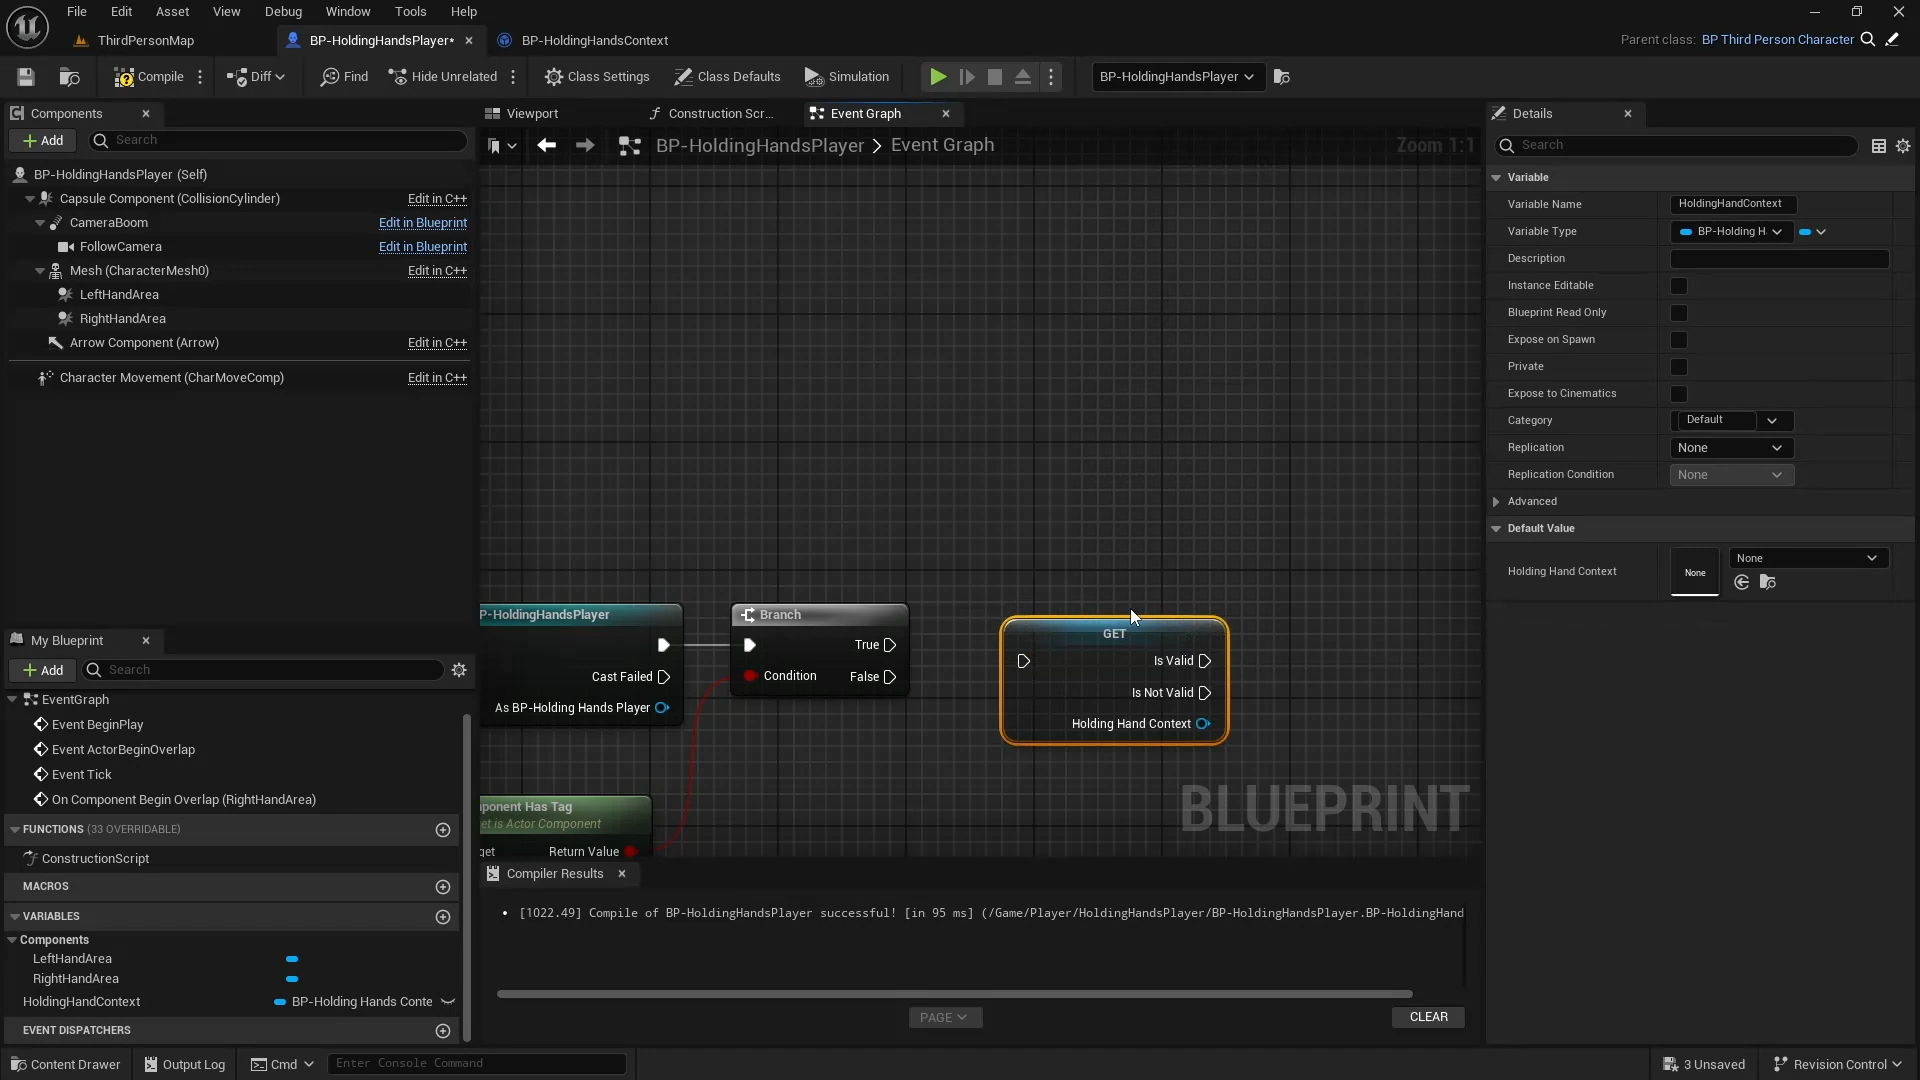 File Edit Asset View Debug Window Tools Help
ThirdPersonMap
BP-HoldingHandsPlayer*
BP-HoldingHandsContext
Parent class: BP Third Person Character
Compile
Diff
Find
Hide Unrelated
Class Settings
Class Defaults
Simulation
BP-HoldingHandsPlayer
Components
Add
Search
BP-HoldingHandsPlayer (Self)
Capsule Component (CollisionCylinder) Edit in C++
CameraBoom Edit in Blueprint
FollowCamera Edit in Blueprint
Mesh (CharacterMesh0) Edit in C++
LeftHandArea
RightHandArea
Arrow Component (Arrow) Edit in C++
Character Movement (CharMoveComp) Edit in C++
My Blueprint
Add
Search
EventGraph
Event BeginPlay
Event ActorBeginOverlap
Event Tick
On Component Begin Overlap (RightHandArea)
FUNCTIONS (33 OVERRIDABLE)
ConstructionScript
MACROS
VARIABLES
Components
LeftHandArea
RightHandArea
HoldingHandContext BP-Holding Hands Conte
EVENT DISPATCHERS
Viewport
Construction Scr...
Event Graph
BP-HoldingHandsPlayer > Event Graph
Zoom 1:1
P-HoldingHandsPlayer
Cast Failed
As BP-Holding Hands Player
Branch
True
Condition False
GET
Is Valid
Is Not Valid
Holding Hand Context
ponent Has Tag
et is Actor Component
get Return Value
BLUEPRINT
Compiler Results
• [1022.49] Compile of BP-HoldingHandsPlayer successful! [in 95 ms] (/Game/Player/HoldingHandsPlayer/BP-HoldingHandsPlayer.BP-HoldingHand
PAGE
CLEAR
Details
Search
Variable
Variable Name HoldingHandContext
Variable Type BP-Holding H
Description
Instance Editable
Blueprint Read Only
Expose on Spawn
Private
Expose to Cinematics
Category Default
Replication None
Replication Condition None
Advanced
Default Value
Holding Hand Context None None
Content Drawer
Output Log
Cmd
Enter Console Command
3 Unsaved
Revision Control